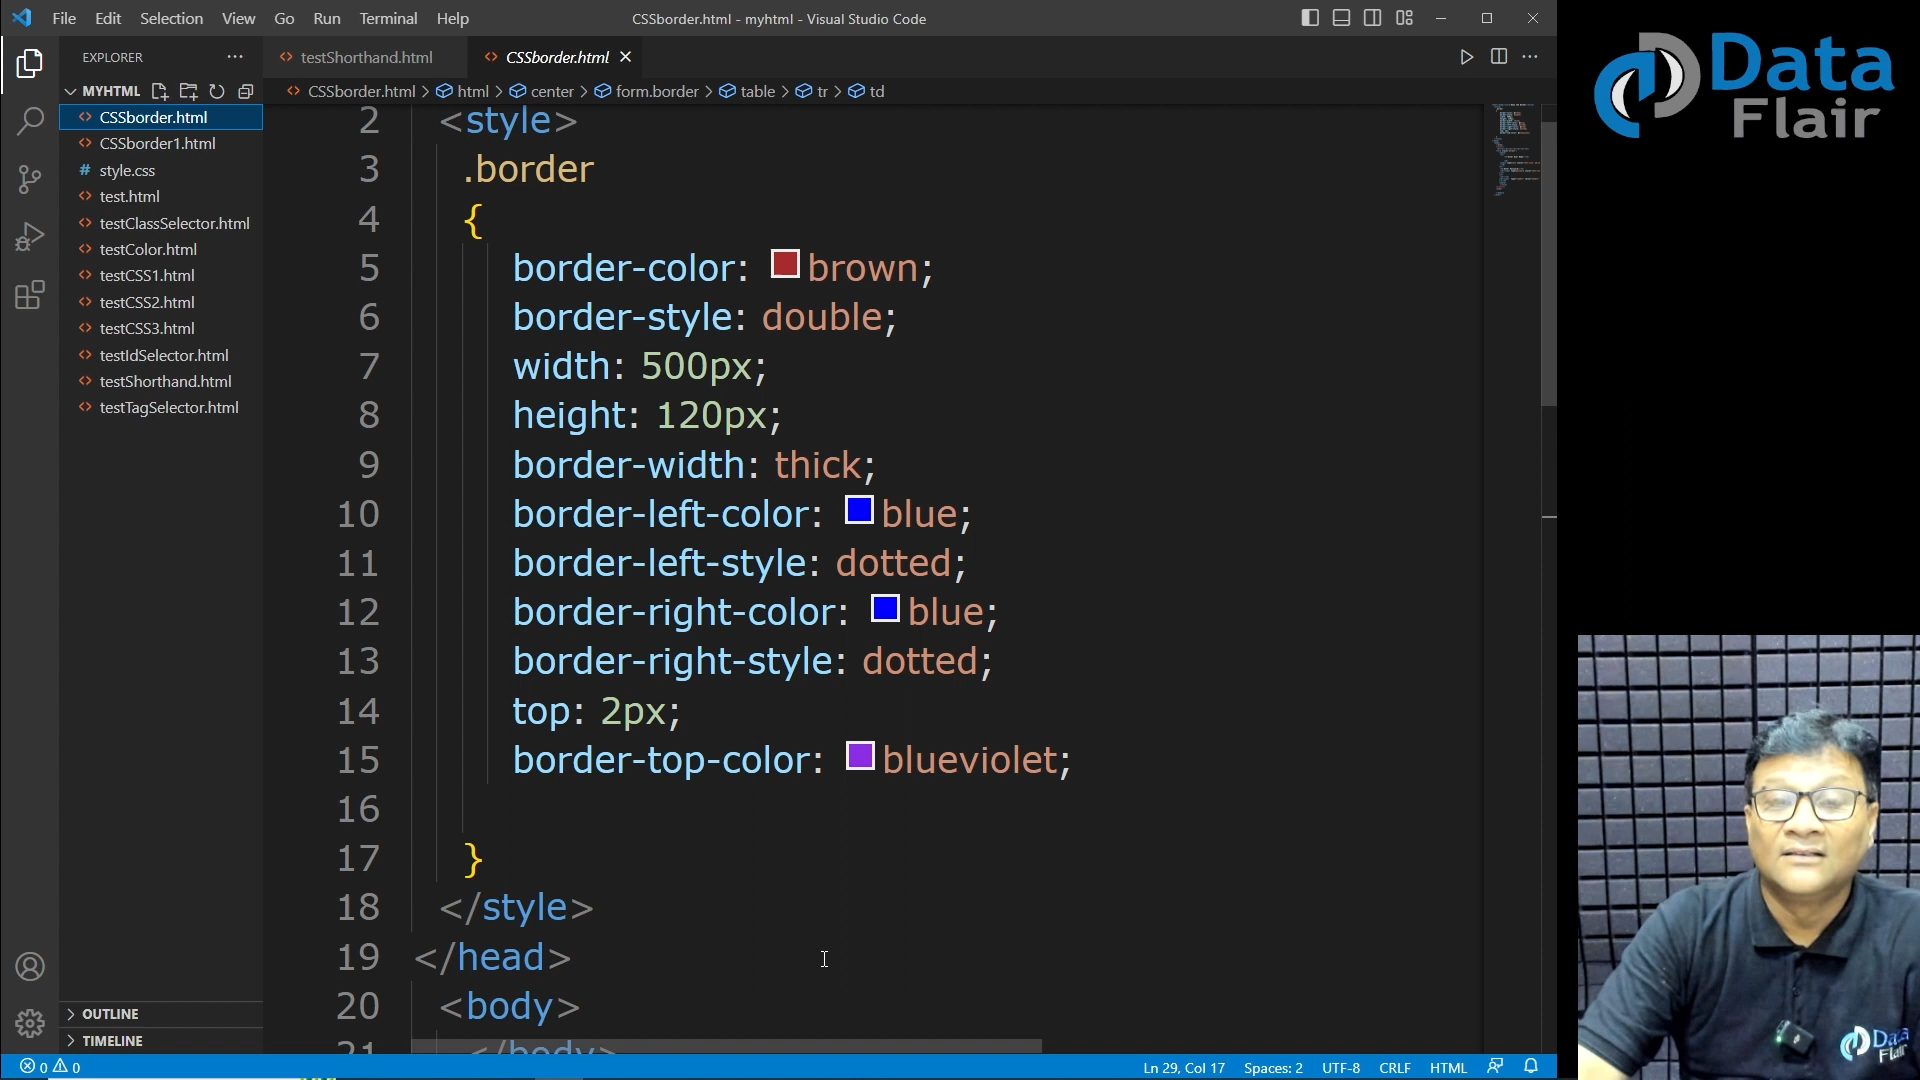 File Edit Selection View Go Run Terminal Help
CSSborder.html - myhtml - Visual Studio Code
EXPLORER
testShorthand.html
CSSborder.html
MYHTML
CSSborder.html > html > center > form.border > table > tr > td
CSSborder.html
CSSborder1.html
# style.css
test.html
testClassSelector.html
testColor.html
testCSS1.html
testCSS2.html
testCSS3.html
testIdSelector.html
testShorthand.html
testTagSelector.html
OUTLINE
TIMELINE
2 <style>
3 .border
4 {
5 border-color: brown;
6 border-style: double;
7 width: 500px;
8 height: 120px;
9 border-width: thick;
10 border-left-color: blue;
11 border-left-style: dotted;
12 border-right-color: blue;
13 border-right-style: dotted;
14 top: 2px;
15 border-top-color: blueviolet;
16
17 }
18 </style>
19 </head>
20 <body>
21 </body>
0 0
Ln 29, Col 17 Spaces: 2 UTF-8 CRLF HTML
Data
Flair
Data
Flair